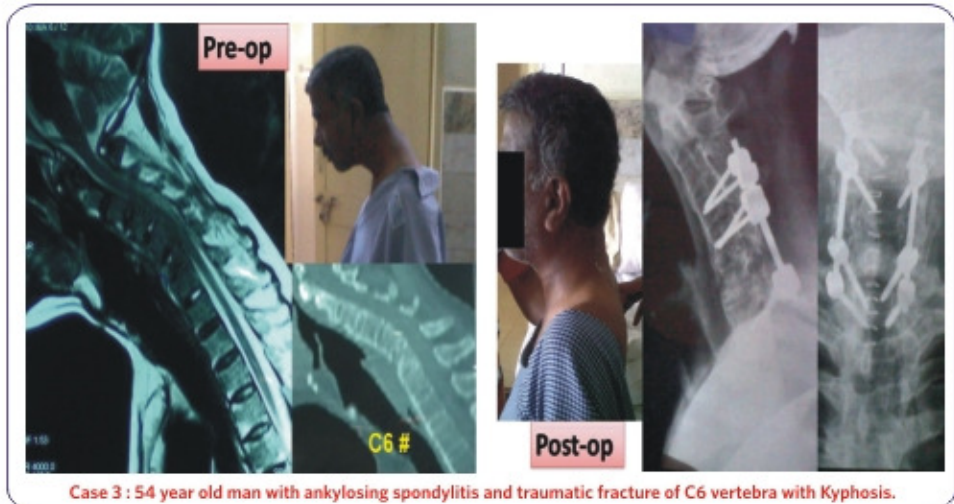 Pre-op
C6 #
Post-op
Case 3 : 54 year old man with ankylosing spondylitis and traumatic fracture of C6 vertebra with Kyphosis.